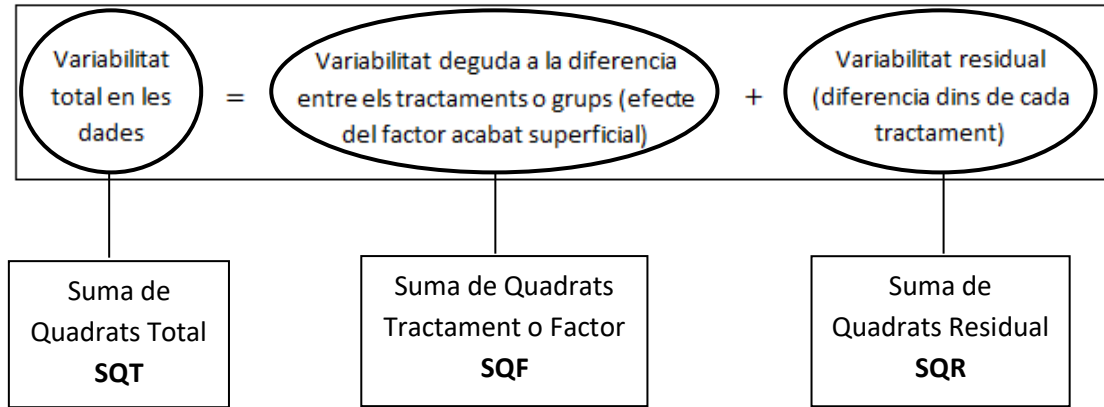 Variabilitat
total en les
dades
=
Variabilitat deguda a la diferencia
entre els tractaments o grups (efecte
del factor acabat superficial)
+
Variabilitat residual
(diferencia dins de cada
tractament)
Suma de
Quadrats Total
SQT
Suma de Quadrats
Tractament o Factor
SQF
Suma de
Quadrats Residual
SQR